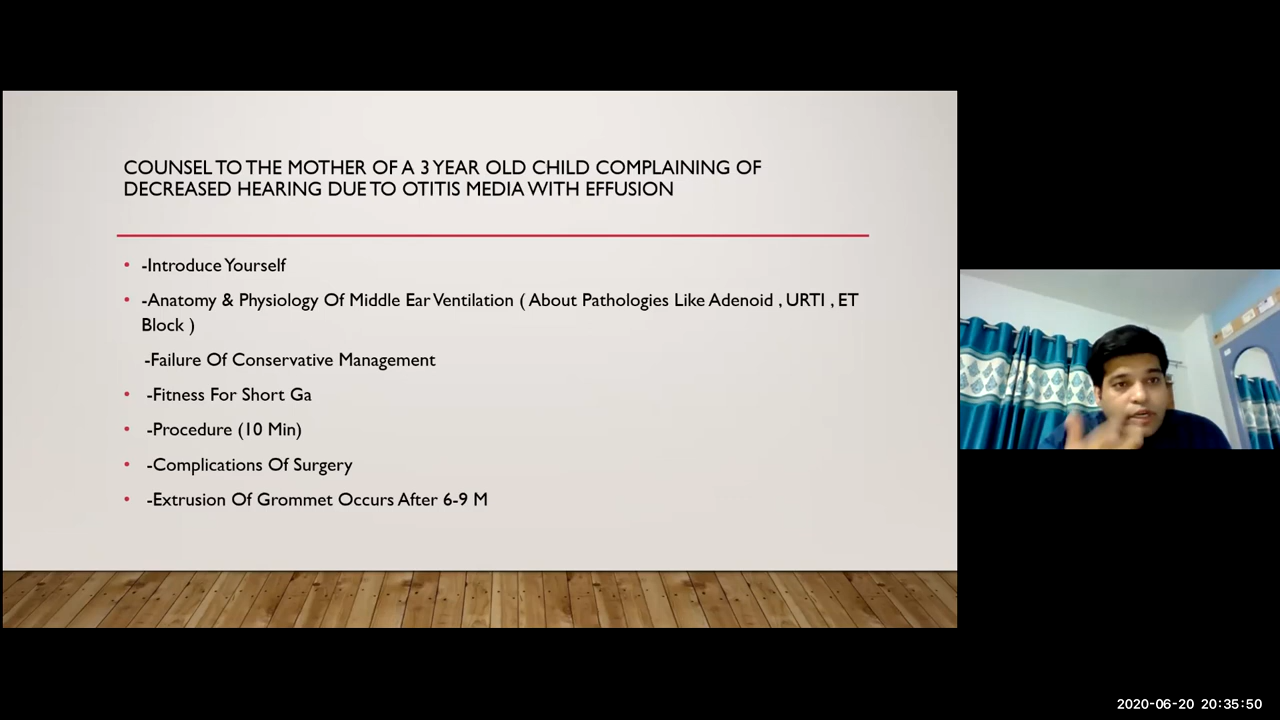 COUNSEL TO THE MOTHER OF A 3 YEAR OLD CHILD COMPLAINING OF
DECREASED HEARING DUE TO OTITIS MEDIA WITH EFFUSION
• -Introduce Yourself
• -Anatomy & Physiology Of Middle Ear Ventilation ( About Pathologies Like Adenoid , URTI , ET
Block )
-Failure Of Conservative Management
• -Fitness For Short Ga
• -Procedure (10 Min)
• -Complications Of Surgery
• -Extrusion Of Grommet Occurs After 6-9 M
2020-06-20 20:35:50